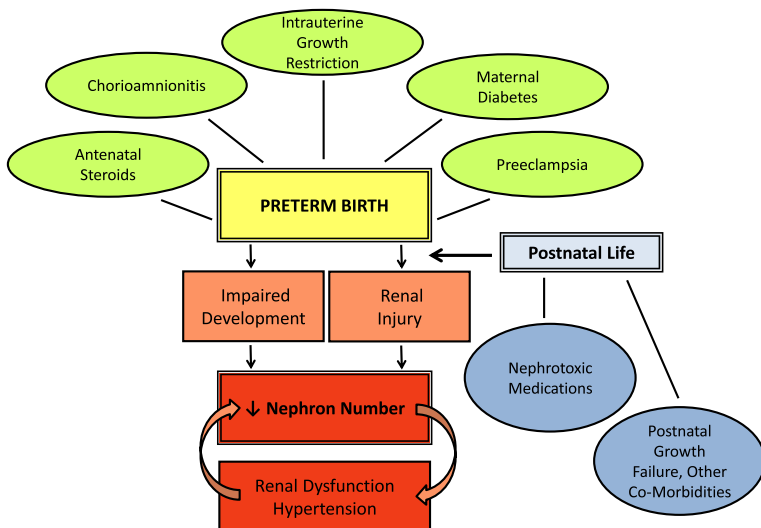 Intrauterine
Growth
Restriction
Chorioamnionitis
Maternal
Diabetes
Antenatal
Steroids
Preeclampsia
PRETERM BIRTH
Postnatal Life
Impaired
Development
Renal
Injury
Nephrotoxic
Medications
↓ Nephron Number
Postnatal
Growth
Failure, Other
Co-Morbidities
Renal Dysfunction
Hypertension